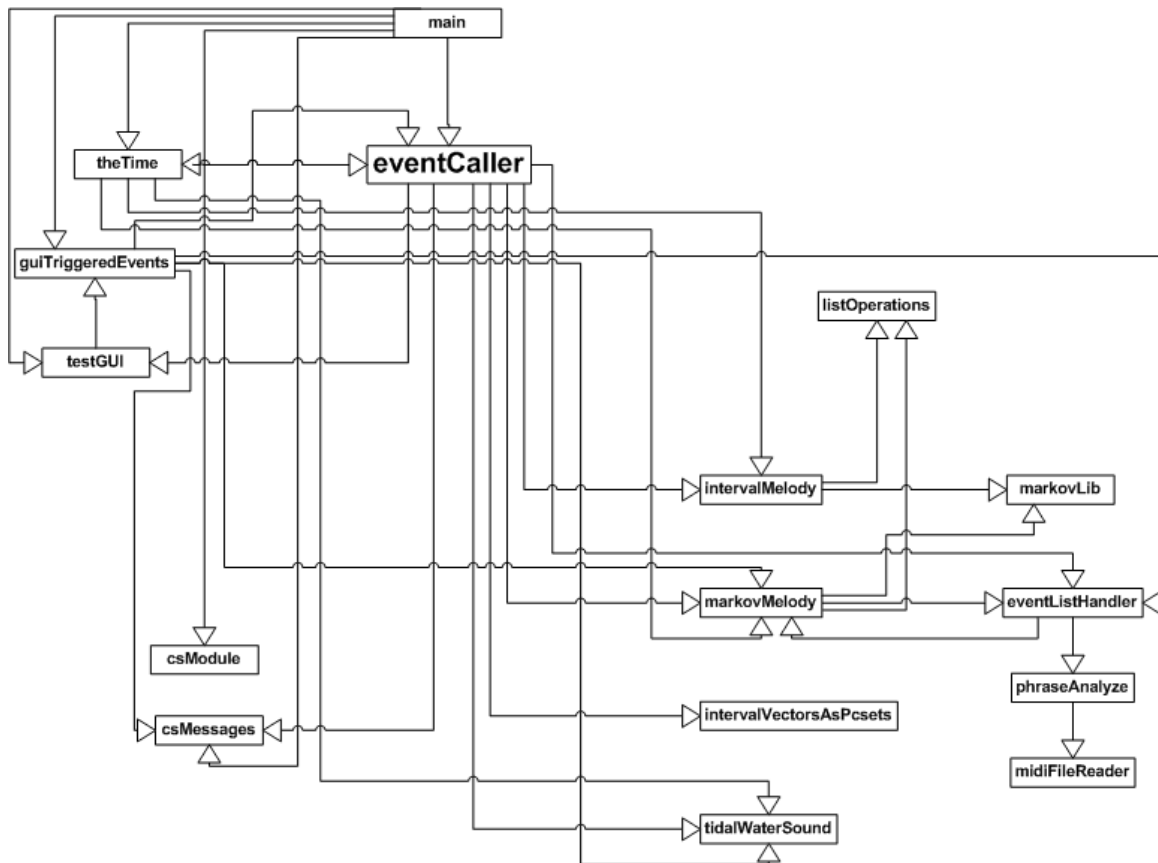 main
theTime
eventCaller
guiTriggeredEvents
listOperations
testGUI
intervalMelody
markovLib
markovMelody
eventListHandler
csModule
phraseAnalyze
csMessages
intervalVectorsAsPcsets
midiFileReader
tidalWaterSound